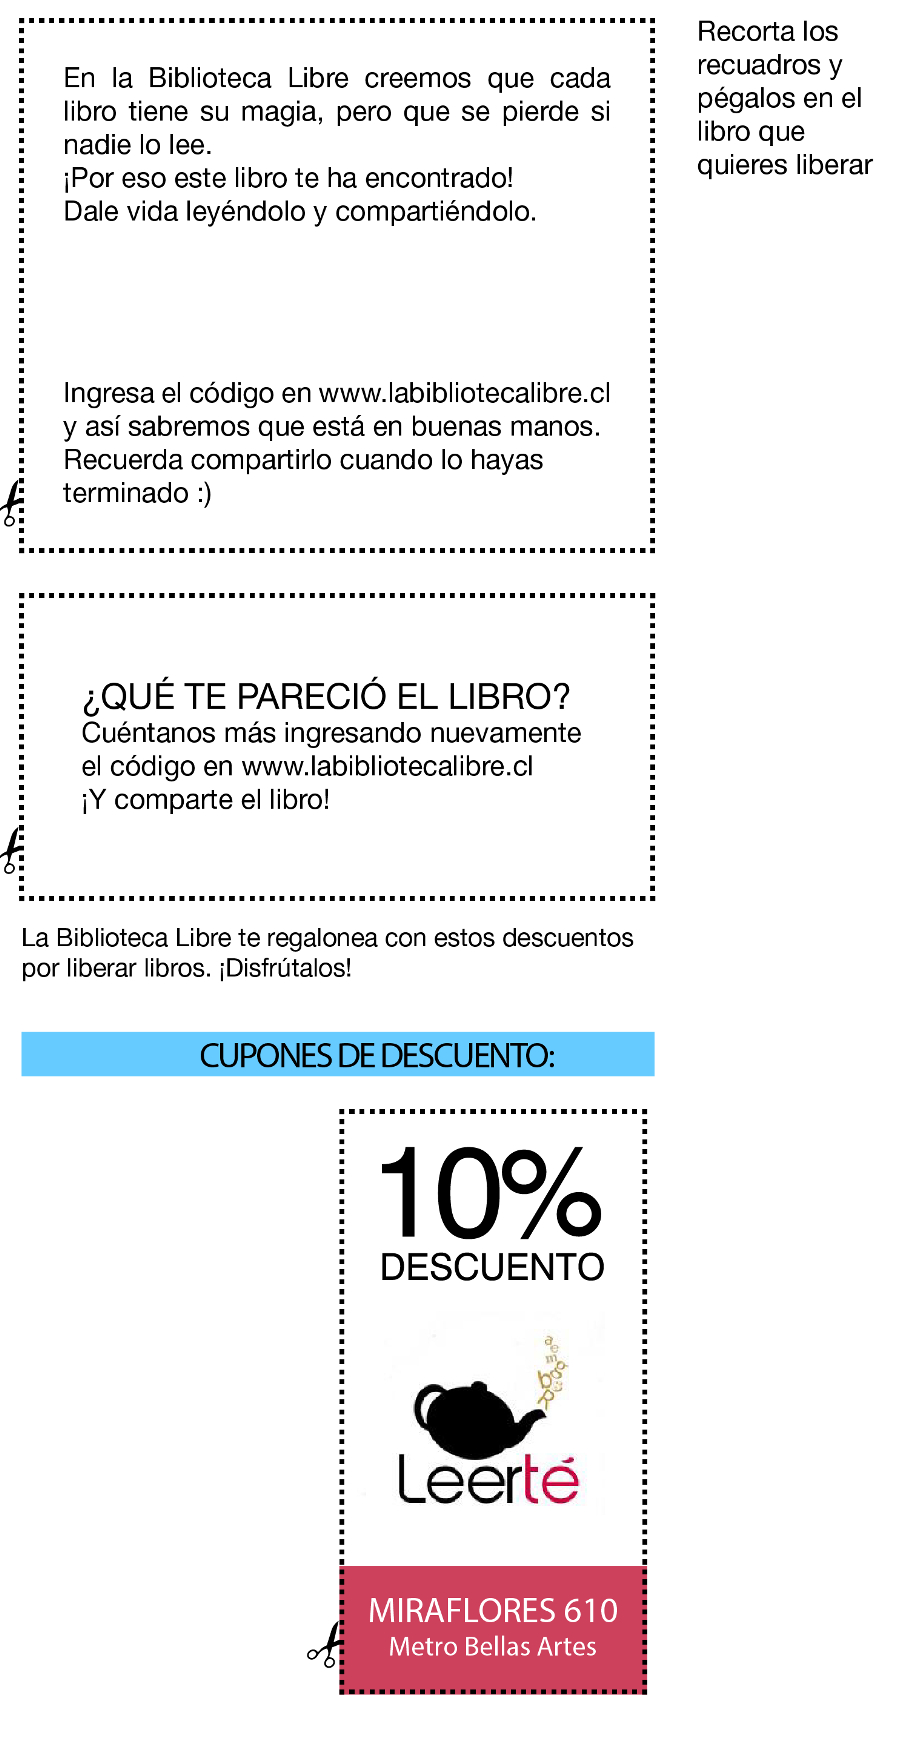 Recorta los
recuadros y
pégalos en el
libro que
quieres liberar
En la Biblioteca Libre creemos que cada
libro tiene su magia, pero que se pierde si
nadie lo lee.
¡Por eso este libro te ha encontrado!
Dale vida leyéndolo y compartiéndolo.
Ingresa el código en www.labibliotecalibre.cl
y así sabremos que está en buenas manos.
Recuerda compartirlo cuando lo hayas
terminado :)
¿QUÉ TE PARECIÓ EL LIBRO?
Cuéntanos más ingresando nuevamente
el código en www.labibliotecalibre.cl
¡Y comparte el libro!
La Biblioteca Libre te regalonea con estos descuentos
por liberar libros. ¡Disfrútalos!
CUPONES DE DESCUENTO:
10%
DESCUENTO
Leerté
MIRAFLORES 610
Metro Bellas Artes